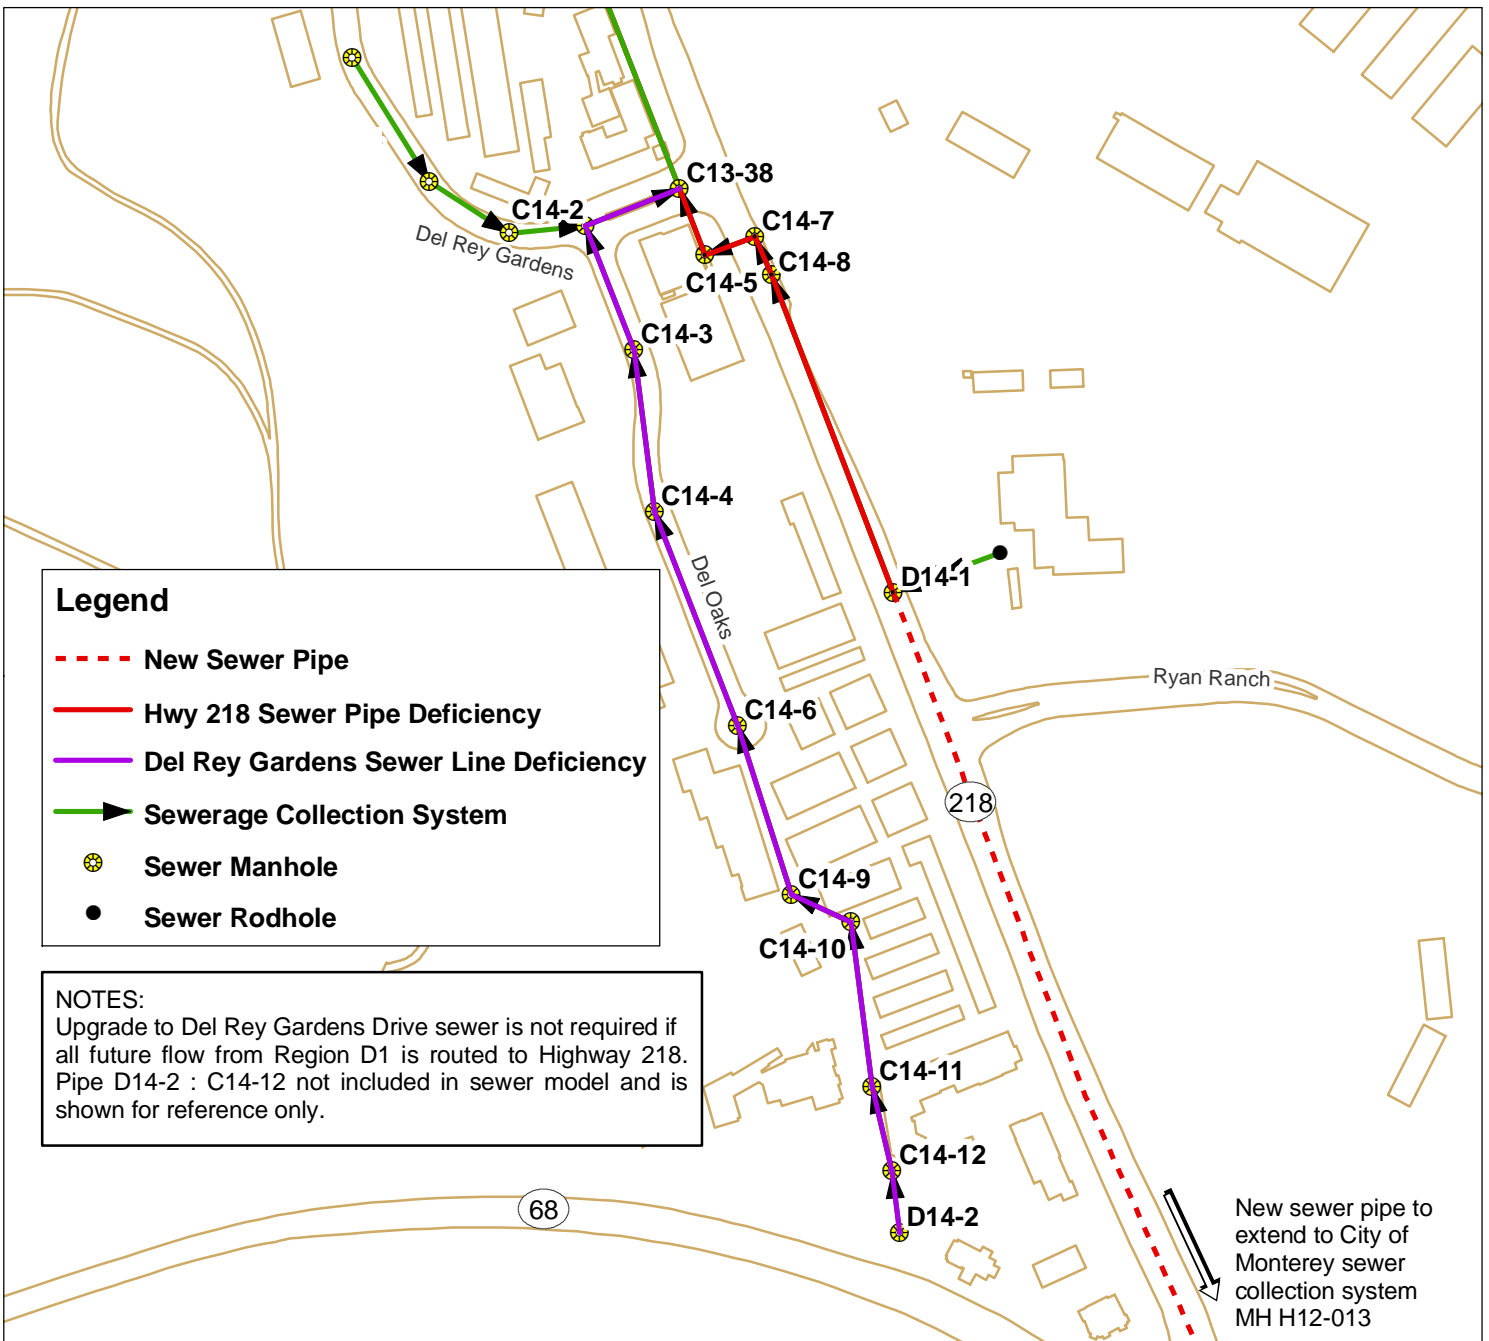 C13-38
C14-2
C14-7
Del Rey Gardens
C14-8
C14-5
C14-3
C14-4
Del Oaks
D14-1
Legend
New Sewer Pipe
Hwy 218 Sewer Pipe Deficiency
Del Rey Gardens Sewer Line Deficiency
Sewerage Collection System
Sewer Manhole
Sewer Rodhole
Ryan Ranch
C14-6
218
C14-9
C14-10
NOTES:
Upgrade to Del Rey Gardens Drive sewer is not required if
all future flow from Region D1 is routed to Highway 218.
Pipe D14-2 : C14-12 not included in sewer model and is
shown for reference only.
C14-11
C14-12
68
D14-2
New sewer pipe to
extend to City of
Monterey sewer
collection system
MH H12-013